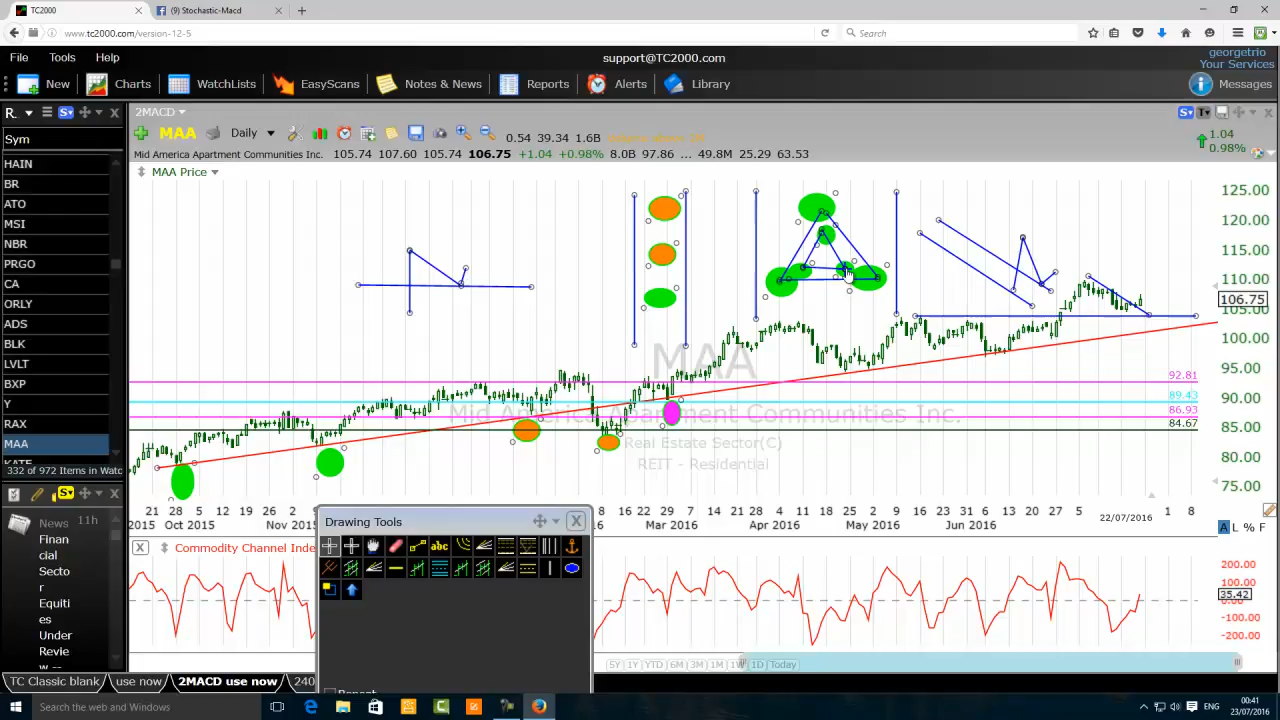 TC2000
(9) Stochastic-Macd
www.tc2000.com/version-12-5
Search
File Tools Help
support@TC2000.com
georgetrio
Your Services
New Charts WatchLists EasyScans Notes & News Reports Alerts Library
Messages
R.
2MACD
Sym
MAA Daily
0.54 39.34 1.6B
1.04
0.98%
Mid America Apartment Communities Inc. 105.74 107.60 105.74 106.75 +1.04 +0.98% 8.0B 97.86 ... 49.8M 25.29 63.53
HAIN
BR
ATO
MSI
NBR
PRGO
CA
ORLY
ADS
BLK
LVLT
BXP
Y
RAX
MAA
332 of 972 Items in Watc
MAA Price
125.00
120.00
115.00
110.00
106.75
105.00
100.00
95.00
90.00
85.00
80.00
75.00
92.81
89.43
86.93
84.67
MAA
Mid America Apartment Communities Inc.
Real Estate Sector(C)
REIT - Residential
21 28 5 12 19 26 2 16 22 29 7 14 21 28 4 11 18 25 2 9 16 23 31 6 13 20 27 5 1 8
2015 Oct 2015 Nov 2015 Mar 2016 Apr 2016 May 2016 Jun 2016 22/07/2016
A L % F
News 11h
Finan
cial
Secto
r
Equiti
es
Under
Revie
w --
Drawing Tools
abc
Repeat
Commodity Channel Inde
200.00
100.00
35.42
0.00
-100.00
-200.00
5Y 1Y YTD 6M 3M 1M 1W 1D Today
TC Classic blank use now 2MACD use now 240
Search the web and Windows
ENG
00:41
23/07/2016